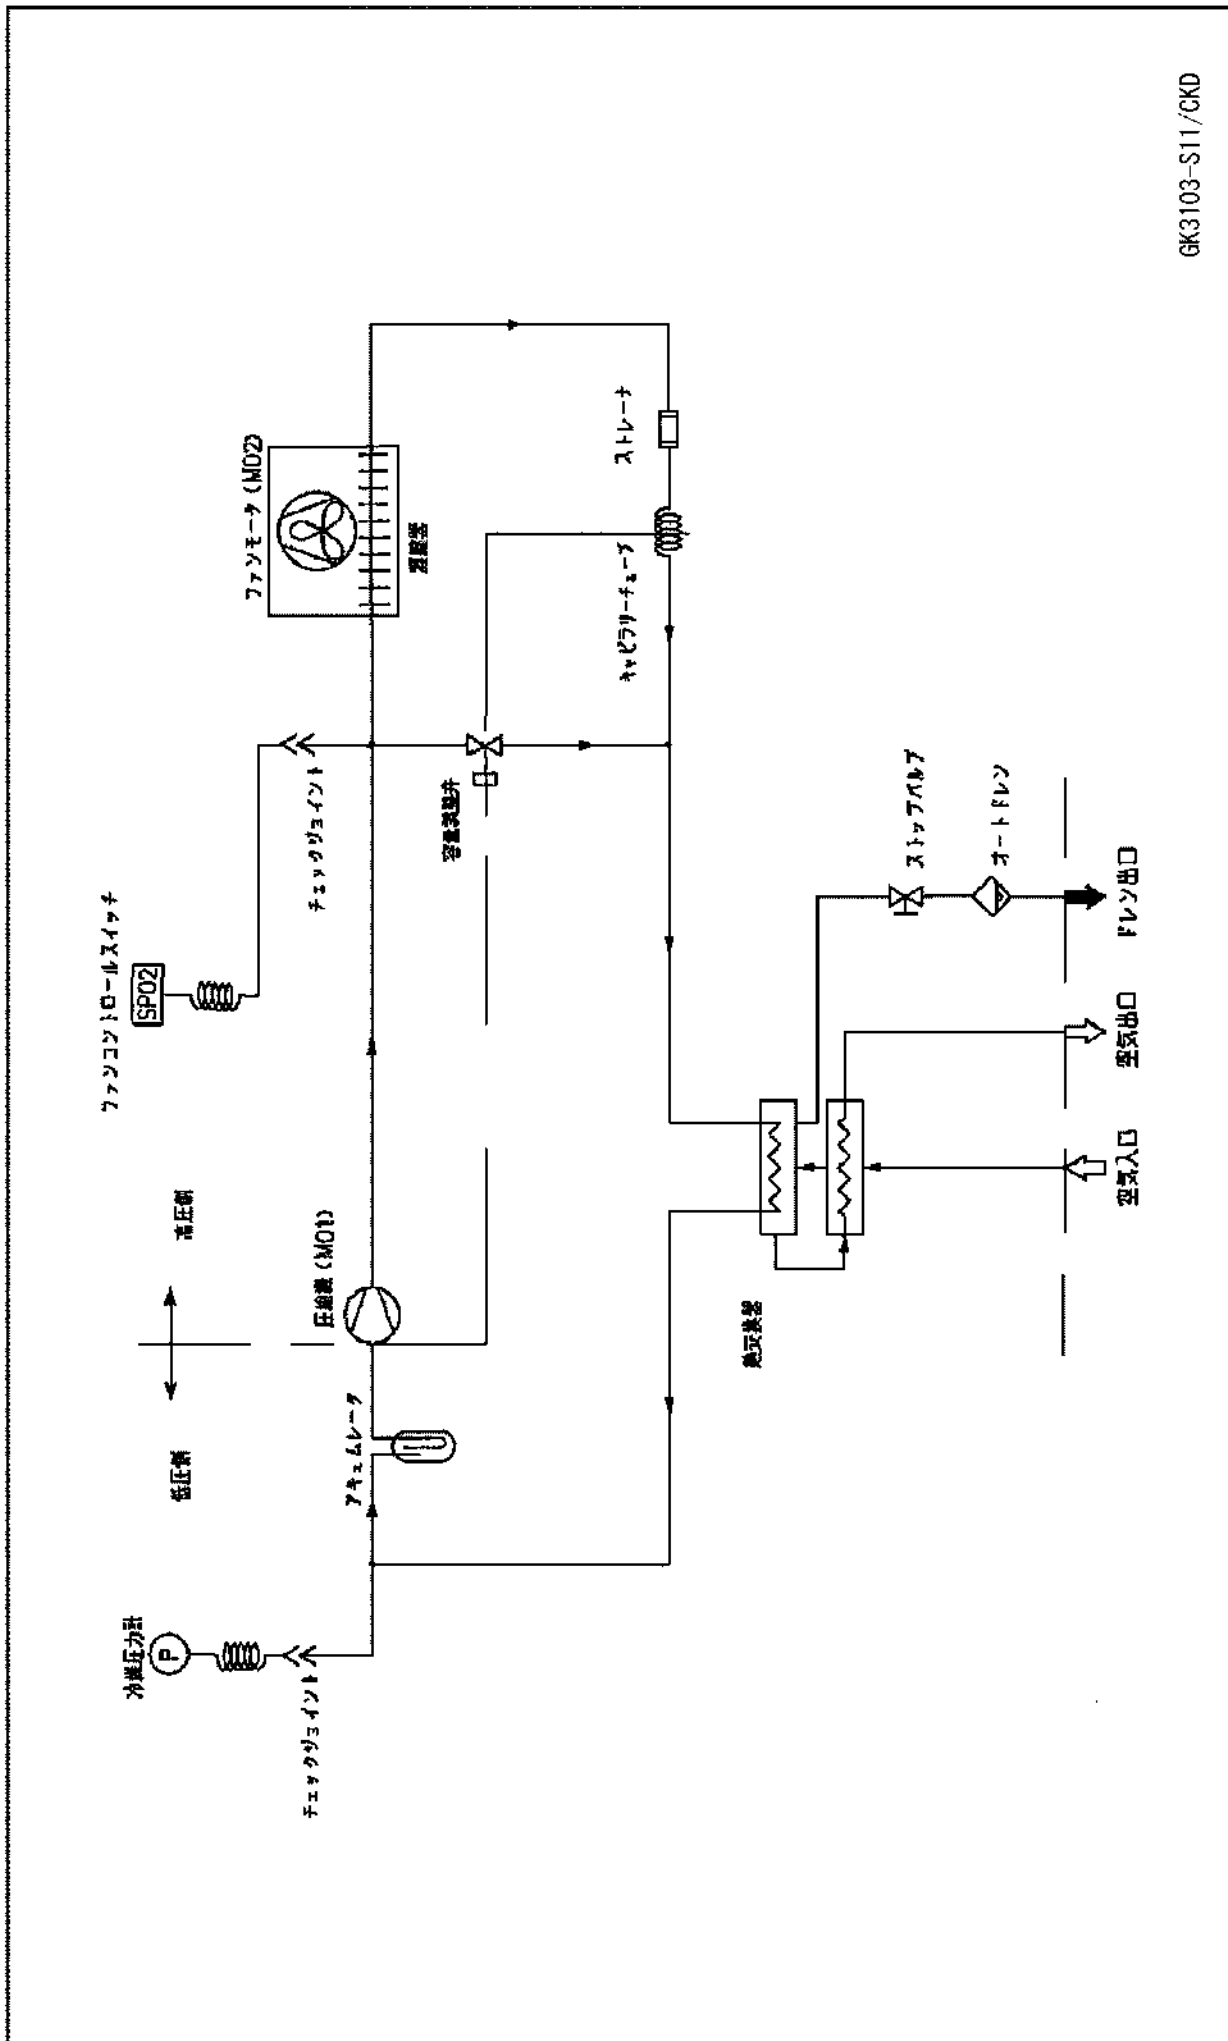 冷媒圧力計
P
チェックジョイント
低圧側
高圧側
アキュムレータ
圧縮機 (M01)
ファンコントロールスイッチ
SP02
チェックジョイント
ファンモータ (M02)
凝縮器
容量調整弁
キャピラリーチューブ
ストレーナ
熱交換器
ストップバルブ
オートドレン
空気入口
空気出口
ドレン出口
GK3103-S11/CKD